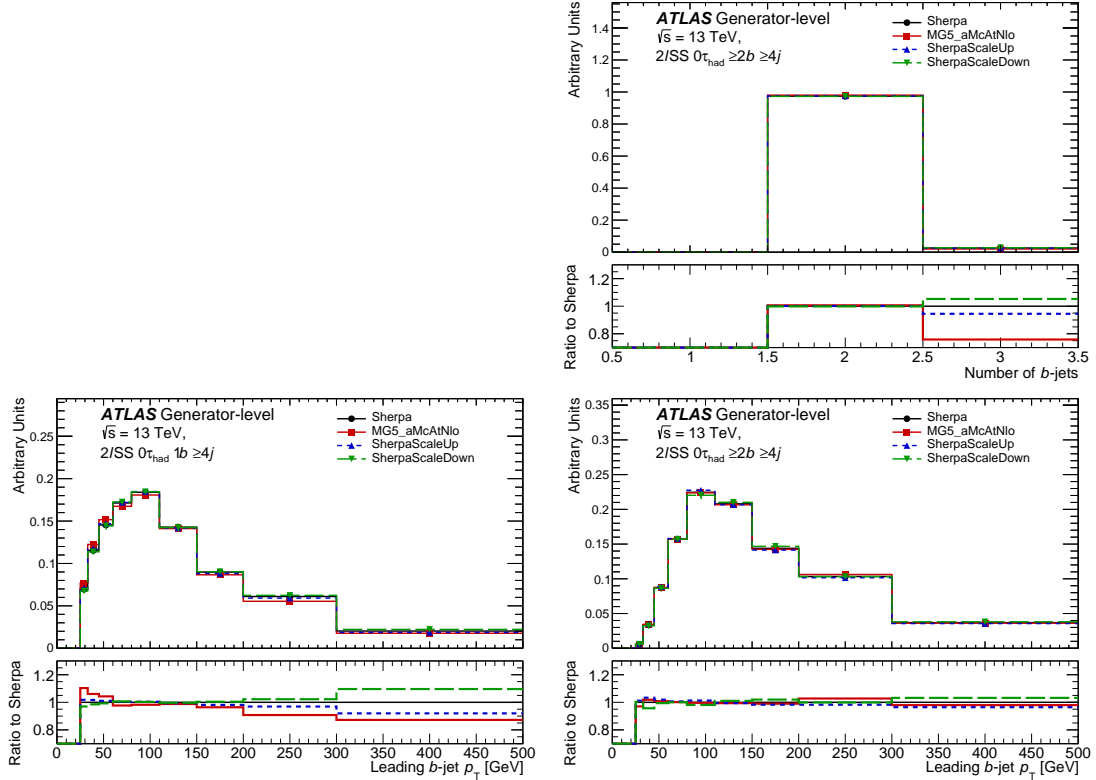 ATLAS Generator-level
√s = 13 TeV,
2lSS 0τhad ≥2b ≥4j
Sherpa
MG5_aMcAtNlo
SherpaScaleUp
SherpaScaleDown
Arbitrary Units
1.4
1.2
1
0.8
0.6
0.4
0.2
0
Ratio to Sherpa
1.2
1
0.8
0.5 1 1.5 2 2.5 3 3.5
Number of b-jets
ATLAS Generator-level
√s = 13 TeV,
2lSS 0τhad 1b ≥4j
Sherpa
MG5_aMcAtNlo
SherpaScaleUp
SherpaScaleDown
Arbitrary Units
0.25
0.2
0.15
0.1
0.05
0
Ratio to Sherpa
1.2
1
0.8
0 50 100 150 200 250 300 350 400 450 500
Leading b-jet pT [GeV]
ATLAS Generator-level
√s = 13 TeV,
2lSS 0τhad ≥2b ≥4j
Sherpa
MG5_aMcAtNlo
SherpaScaleUp
SherpaScaleDown
Arbitrary Units
0.35
0.3
0.25
0.2
0.15
0.1
0.05
0
Ratio to Sherpa
1.2
1
0.8
0 50 100 150 200 250 300 350 400 450 500
Leading b-jet pT [GeV]